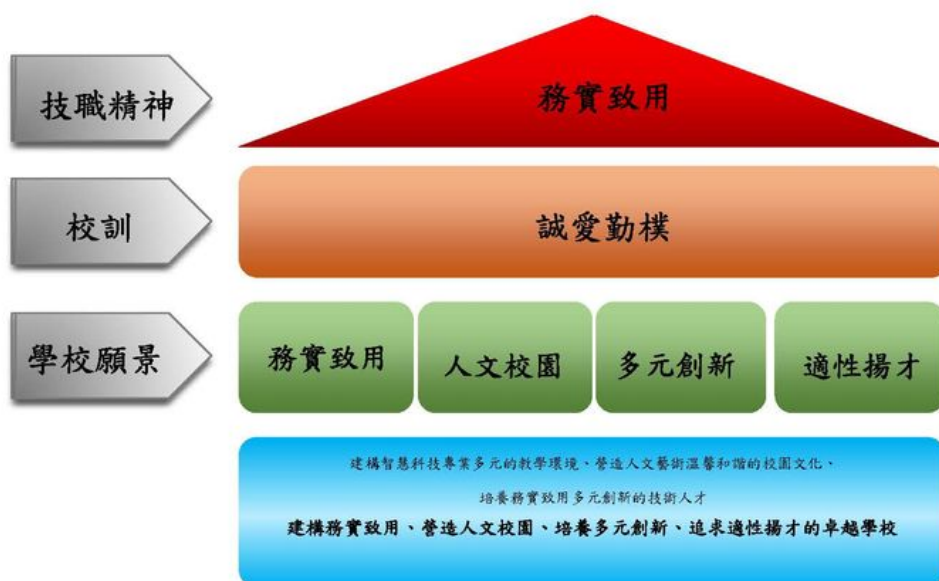 技職精神
務實致用
校訓
誠愛勤樸
學校願景
務實致用
人文校園
多元創新
適性揚才
建構智慧科技專業多元的教學環境、營造人文藝術溫馨和諧的校園文化、
培養務實致用多元創新的技術人才
建構務實致用、營造人文校園、培養多元創新、追求適性揚才的卓越學校